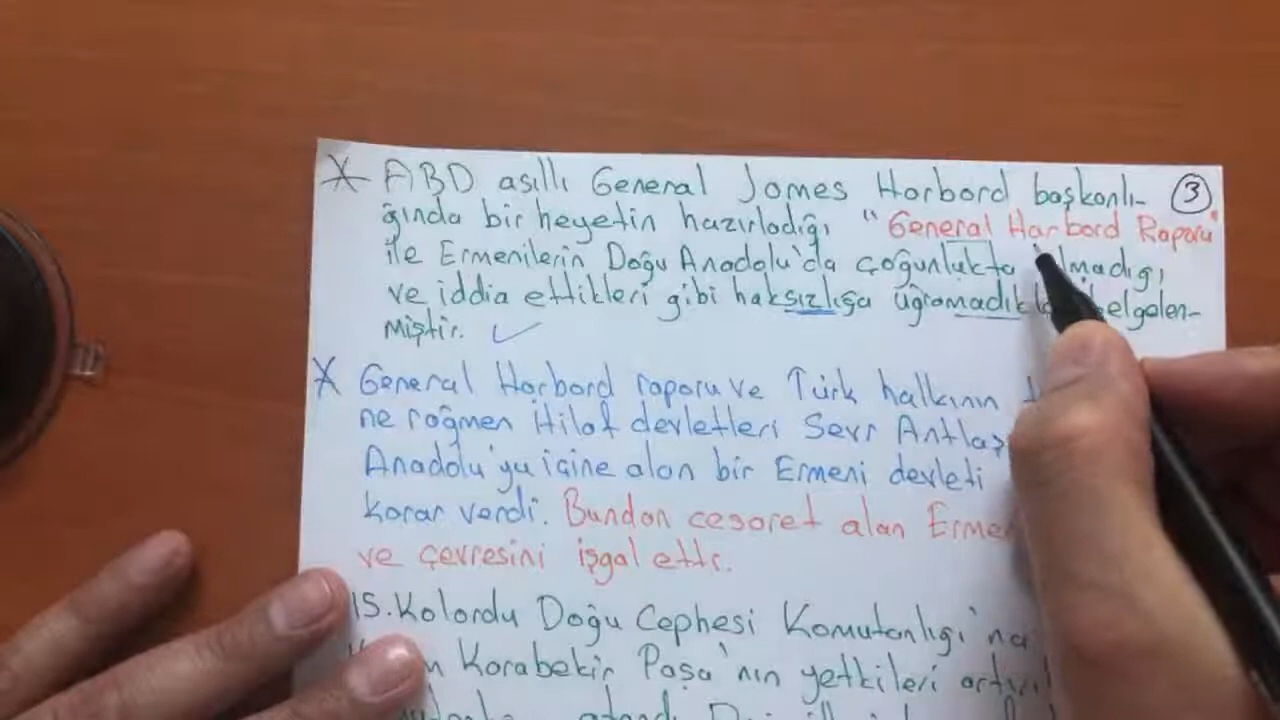 * ABD asıllı General James Harbord başkanlı- ③
ğında bir heyetin hazırladığı "General Harbord Raporu"
ile Ermenilerin Doğu Anadolu'da çoğunlukta olmadığı
ve iddia ettikleri gibi haksızlığa uğramadıkları belgelen-
miştir. ✓
* General Harbord raporu ve Türk halkının
ne rağmen İtilaf devletleri Sevr
Anadolu'yu içine alan bir Ermeni devleti
karar verdi. Bundan cesaret alan
ve çevresini işgal etti.
15. Kolordu Doğu Cephesi Komutanlığı'na
Karabekir Paşa'nın yetkileri